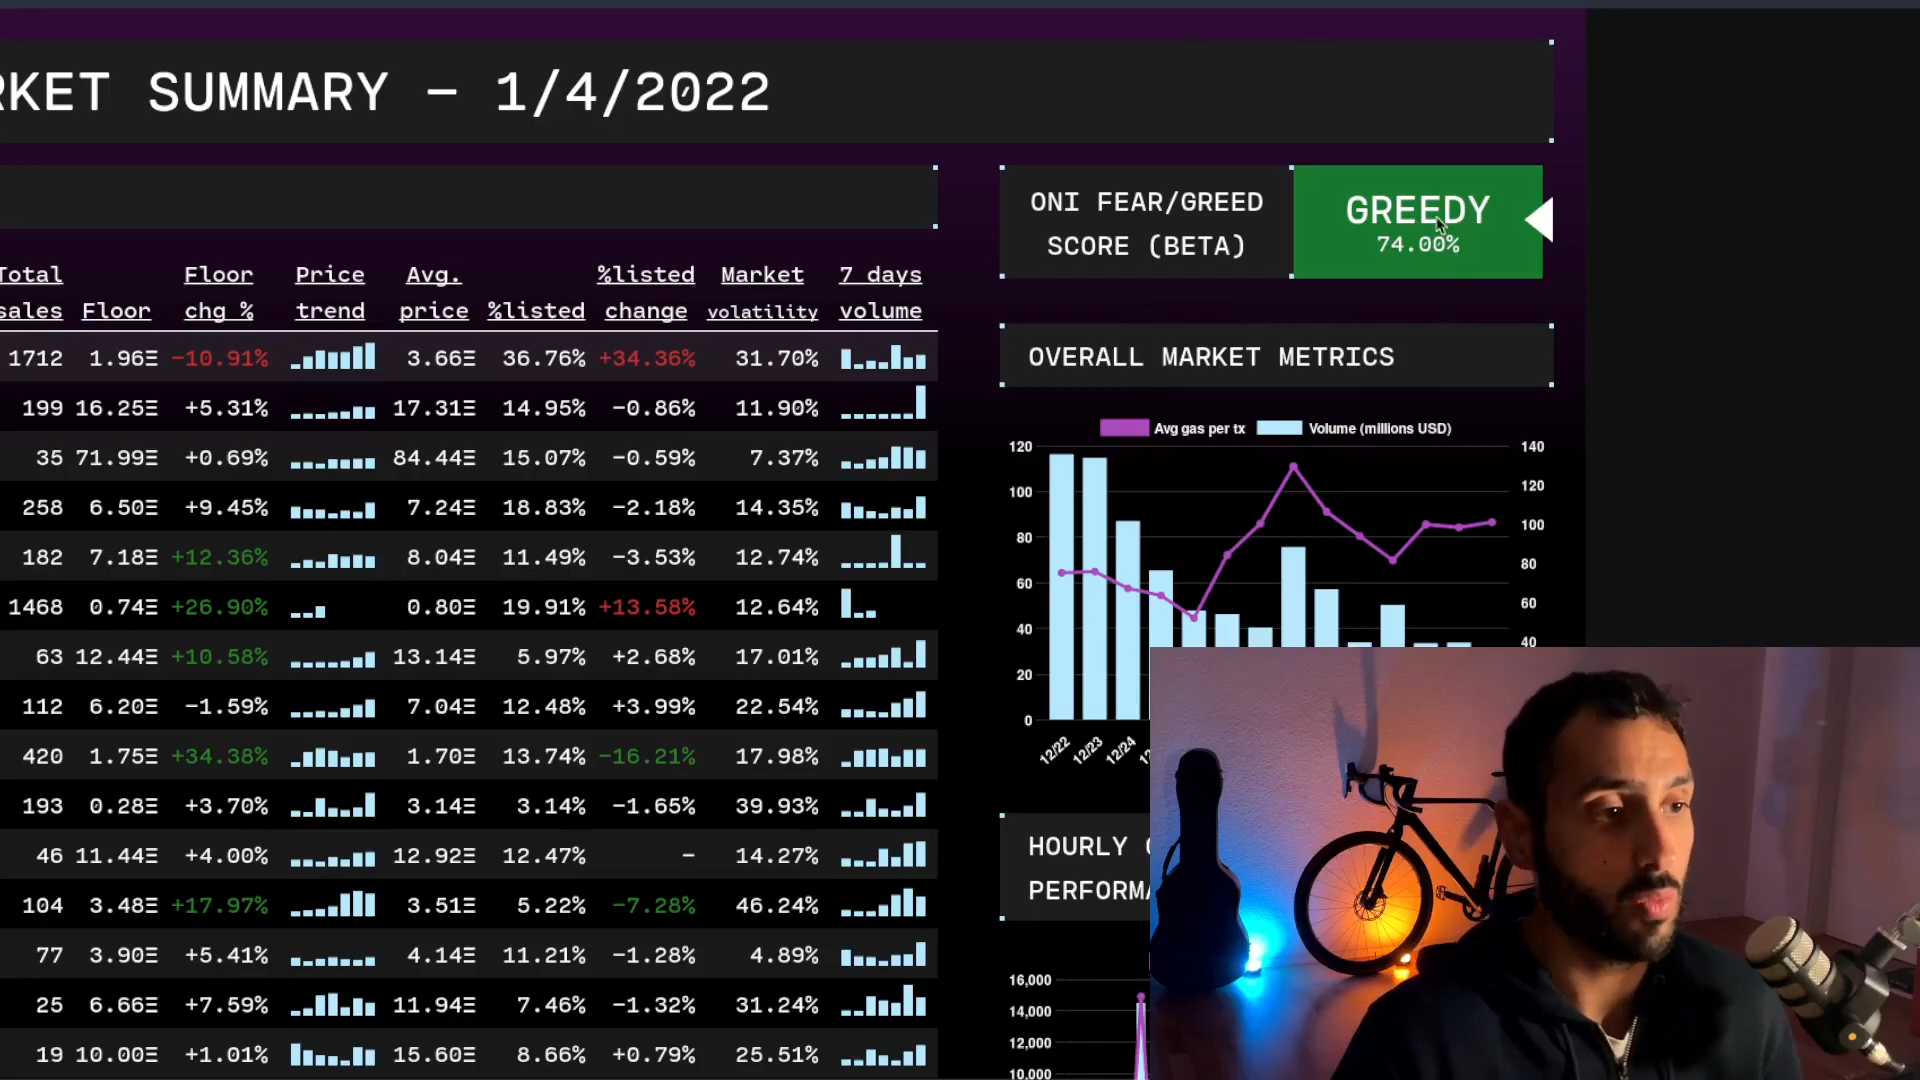 RKET SUMMARY – 1/4/2022
ONI FEAR/GREED
SCORE (BETA)
GREEDY
74.00%
Total Floor Price Avg. %listed Market 7 days
sales Floor chg % trend price %listed change volatility volume
1712 1.96Ξ −10.91% 3.66Ξ 36.76% +34.36% 31.70%
199 16.25Ξ +5.31% 17.31Ξ 14.95% −0.86% 11.90%
35 71.99Ξ +0.69% 84.44Ξ 15.07% −0.59% 7.37%
258 6.50Ξ +9.45% 7.24Ξ 18.83% −2.18% 14.35%
182 7.18Ξ +12.36% 8.04Ξ 11.49% −3.53% 12.74%
1468 0.74Ξ +26.90% 0.80Ξ 19.91% +13.58% 12.64%
63 12.44Ξ +10.58% 13.14Ξ 5.97% +2.68% 17.01%
112 6.20Ξ −1.59% 7.04Ξ 12.48% +3.99% 22.54%
420 1.75Ξ +34.38% 1.70Ξ 13.74% −16.21% 17.98%
193 0.28Ξ +3.70% 3.14Ξ 3.14% −1.65% 39.93%
46 11.44Ξ +4.00% 12.92Ξ 12.47% – 14.27%
104 3.48Ξ +17.97% 3.51Ξ 5.22% −7.28% 46.24%
77 3.90Ξ +5.41% 4.14Ξ 11.21% −1.28% 4.89%
25 6.66Ξ +7.59% 11.94Ξ 7.46% −1.32% 31.24%
19 10.00Ξ +1.01% 15.60Ξ 8.66% +0.79% 25.51%
OVERALL MARKET METRICS
Avg gas per tx Volume (millions USD)
120 140
100 120
80 100
60 80
40 60
20 40
0
12/22 12/23 12/24
HOURLY
PERFORMA
16,000
14,000
12,000
10,000